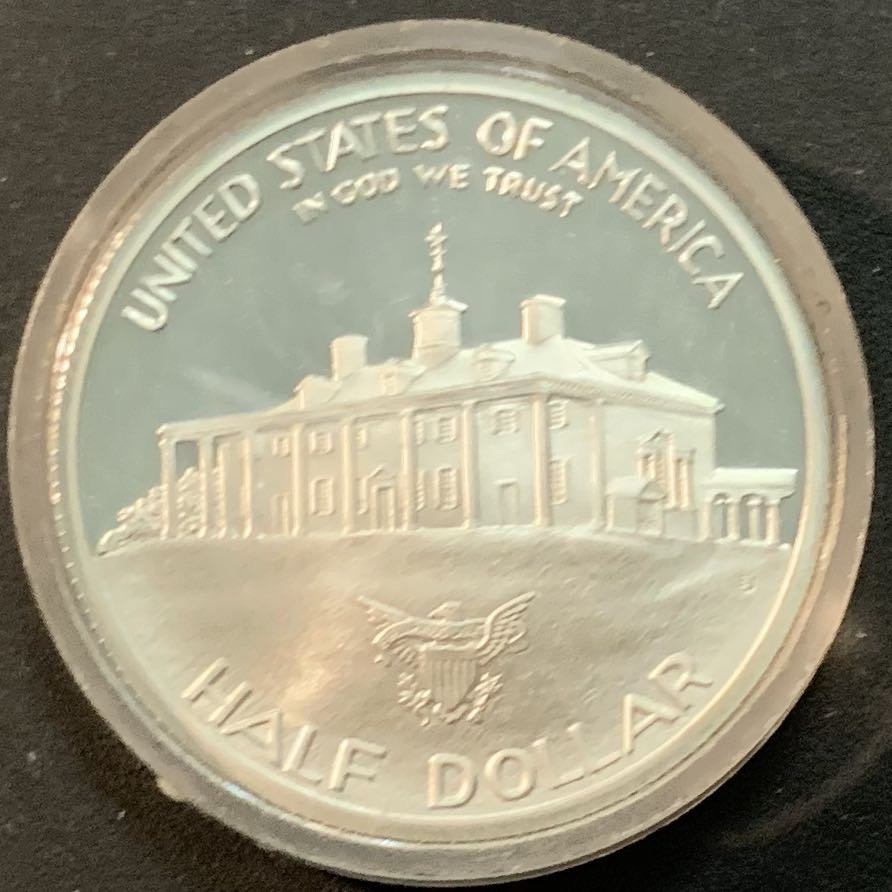 UNITED STATES OF AMERICA
IN GOD WE TRUST
HALF DOLLAR